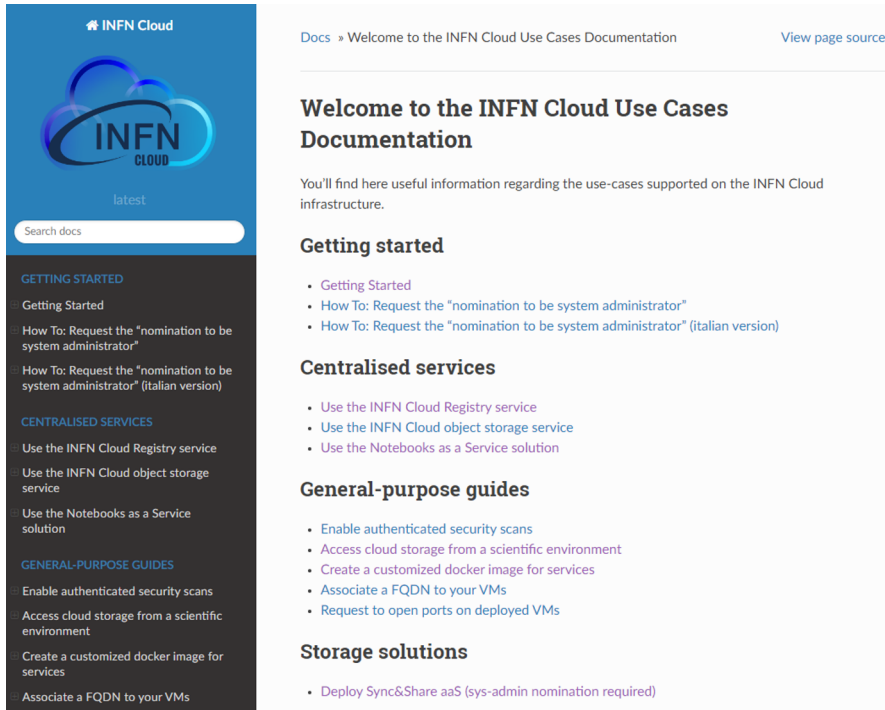 INFN Cloud
INFN
CLOUD
latest
Search docs
GETTING STARTED
Getting Started
How To: Request the “nomination to be
system administrator”
How To: Request the “nomination to be
system administrator” (italian version)
CENTRALISED SERVICES
Use the INFN Cloud Registry service
Use the INFN Cloud object storage
service
Use the Notebooks as a Service
solution
GENERAL-PURPOSE GUIDES
Enable authenticated security scans
Access cloud storage from a scientific
environment
Create a customized docker image for
services
Associate a FQDN to your VMs
Docs » Welcome to the INFN Cloud Use Cases Documentation
View page source
Welcome to the INFN Cloud Use Cases
Documentation
You’ll find here useful information regarding the use-cases supported on the INFN Cloud
infrastructure.
Getting started
• Getting Started
• How To: Request the “nomination to be system administrator”
• How To: Request the “nomination to be system administrator” (italian version)
Centralised services
• Use the INFN Cloud Registry service
• Use the INFN Cloud object storage service
• Use the Notebooks as a Service solution
General-purpose guides
• Enable authenticated security scans
• Access cloud storage from a scientific environment
• Create a customized docker image for services
• Associate a FQDN to your VMs
• Request to open ports on deployed VMs
Storage solutions
• Deploy Sync&Share aaS (sys-admin nomination required)